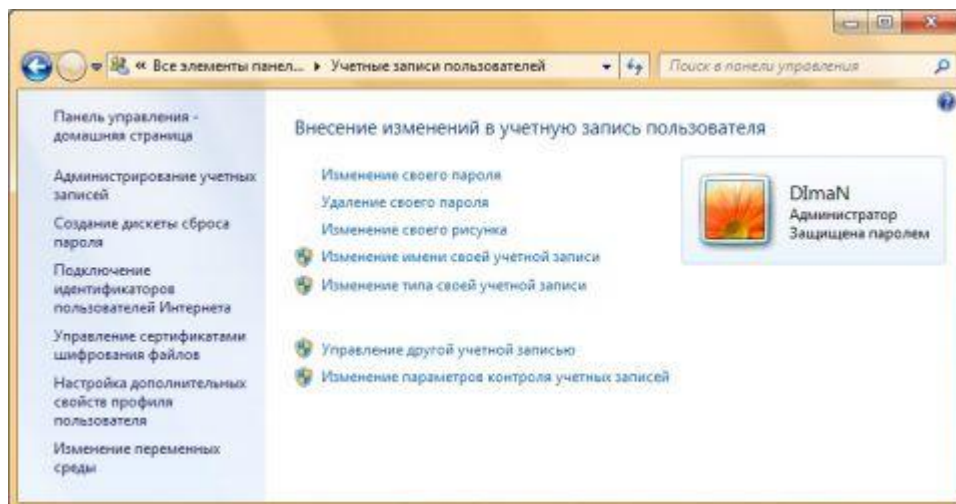 « Все элементы панел... ▸ Учетные записи пользователей
Поиск в панели управления
Панель управления -
домашняя страница
Администрирование учетных
записей
Создание дискеты сброса
пароля
Подключение
идентификаторов
пользователей Интернета
Управление сертификатами
шифрования файлов
Настройка дополнительных
свойств профиля
пользователя
Изменение переменных
среды
Внесение изменений в учетную запись пользователя
Изменение своего пароля
Удаление своего пароля
Изменение своего рисунка
Изменение имени своей учетной записи
Изменение типа своей учетной записи
Управление другой учетной записью
Изменение параметров контроля учетных записей
DImaN
Администратор
Защищена паролем